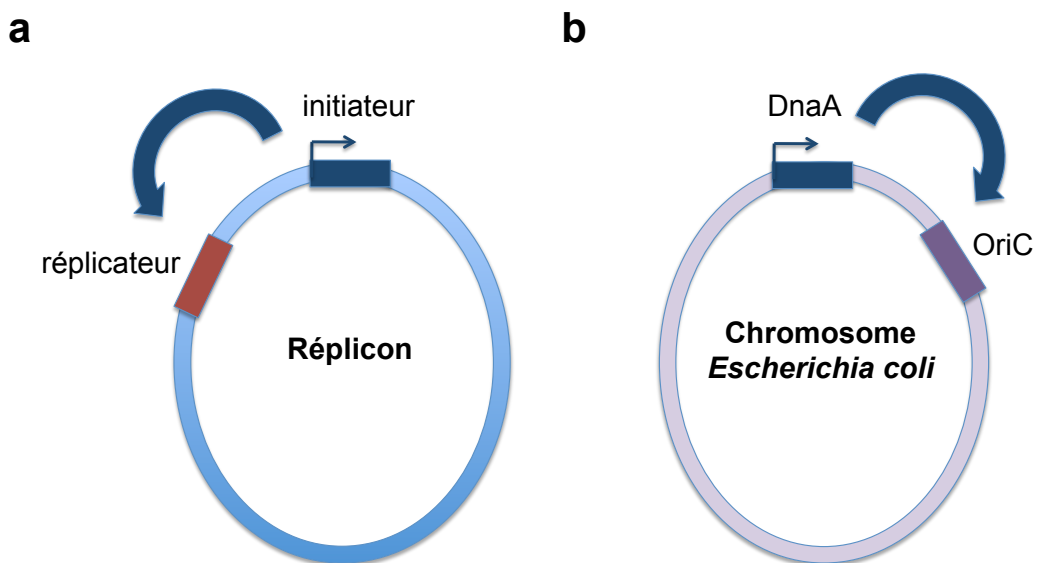 a
initiateur
réplicateur
Réplicon
b
DnaA
OriC
Chromosome
Escherichia coli